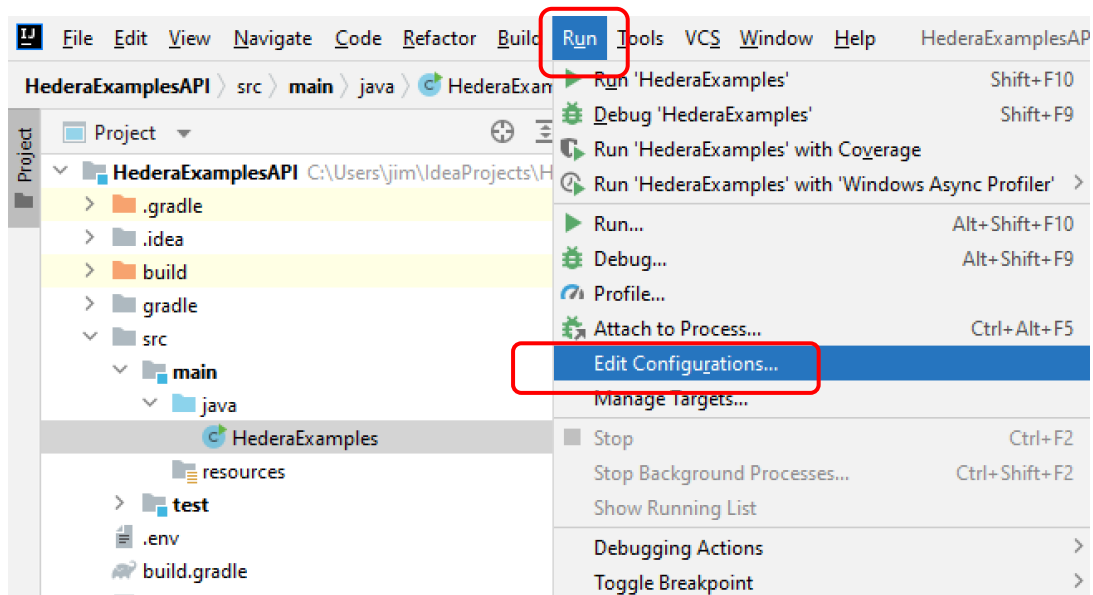 IJ File Edit View Navigate Code Refactor Build Run Tools VCS Window Help HederaExamplesAP
HederaExamplesAPI src main java C HederaExam
Project
Project
HederaExamplesAPI C:\Users\jim\IdeaProjects\H
.gradle
.idea
build
gradle
src
main
java
C HederaExamples
resources
test
.env
build.gradle
Run 'HederaExamples' Shift+F10
Debug 'HederaExamples' Shift+F9
Run 'HederaExamples' with Coverage
Run 'HederaExamples' with 'Windows Async Profiler'
Run... Alt+Shift+F10
Debug... Alt+Shift+F9
Profile...
Attach to Process... Ctrl+Alt+F5
Edit Configurations...
Manage Targets...
Stop Ctrl+F2
Stop Background Processes... Ctrl+Shift+F2
Show Running List
Debugging Actions
Toggle Breakpoint